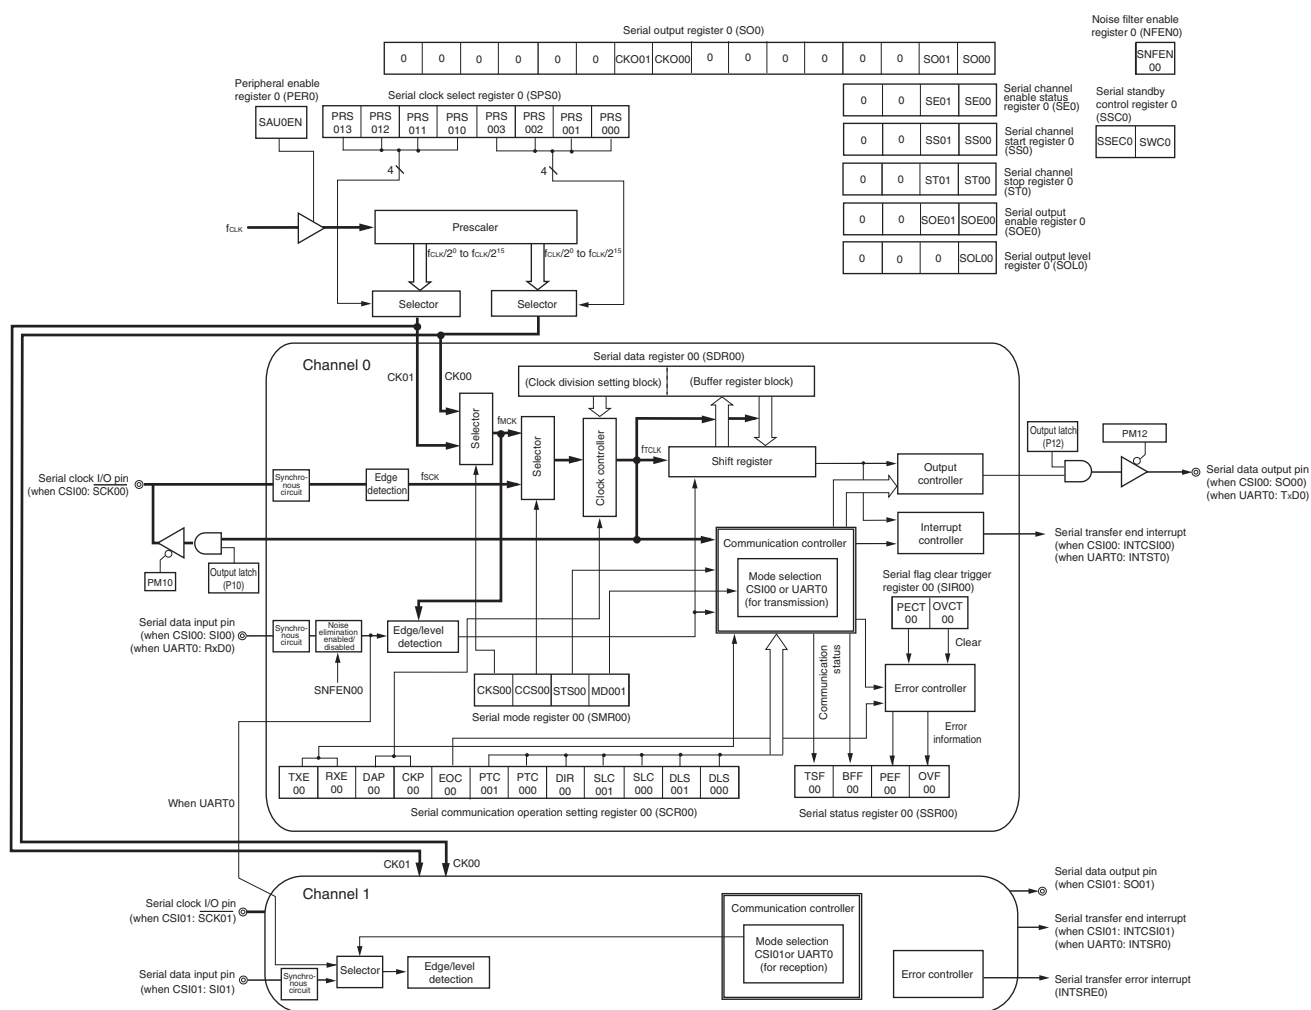 Serial output register 0 (SO0)
0 0 0 0 0 0 CKO01 CKO00 0 0 0 0 0 0 SO01 SO00
Noise filter enable
register 0 (NFEN0)
SNFEN
00
Peripheral enable
register 0 (PER0)
SAU0EN
Serial clock select register 0 (SPS0)
PRS
013
PRS
012
PRS
011
PRS
010
PRS
003
PRS
002
PRS
001
PRS
000
0 0 SE01 SE00
Serial channel
enable status
register 0 (SE0)
0 0 SS01 SS00
Serial channel
start register 0
(SS0)
0 0 ST01 ST00
Serial channel
stop register 0
(ST0)
0 0 SOE01 SOE00
Serial output
enable register 0
(SOE0)
0 0 0 SOL00
Serial output level
register 0 (SOL0)
Serial standby
control register 0
(SSC0)
SSEC0 SWC0
4
4
fCLK
Prescaler
fCLK/2⁰ to fCLK/2¹⁵
fCLK/2⁰ to fCLK/2¹⁵
Selector
Selector
Channel 0
CK01
CK00
Serial data register 00 (SDR00)
(Clock division setting block)
(Buffer register block)
Selector
fMCK
Selector
Clock controller
fTCLK
Shift register
Output
controller
Output latch
(P12)
PM12
Serial data output pin
(when CSI00: SO00)
(when UART0: TxD0)
Serial clock I/O pin
(when CSI00: SCK00)
Synchro-
nous
circuit
Edge
detection
fSCK
Interrupt
controller
Serial transfer end interrupt
(when CSI00: INTCSI00)
(when UART0: INTST0)
PM10
Output latch
(P10)
Communication controller
Mode selection
CSI00 or UART0
(for transmission)
Serial flag clear trigger
register 00 (SIR00)
PECT
00
OVCT
00
Clear
Serial data input pin
(when CSI00: SI00)
(when UART0: RxD0)
Synchro-
nous
circuit
Noise
elimination
enabled/
disabled
Edge/level
detection
SNFEN00
CKS00 CCS00 STS00 MD001
Serial mode register 00 (SMR00)
Communication
status
Error controller
Error
information
TXE
00
RXE
00
DAP
00
CKP
00
EOC
00
PTC
001
PTC
000
DIR
00
SLC
001
SLC
000
DLS
001
DLS
000
Serial communication operation setting register 00 (SCR00)
TSF
00
BFF
00
PEF
00
OVF
00
Serial status register 00 (SSR00)
When UART0
CK01
CK00
Channel 1
Serial clock I/O pin
(when CSI01: SCK01)
Serial data input pin
(when CSI01: SI01)
Synchro-
nous
circuit
Selector
Edge/level
detection
Communication controller
Mode selection
CSI01or UART0
(for reception)
Error controller
Serial data output pin
(when CSI01: SO01)
Serial transfer end interrupt
(when CSI01: INTCSI01)
(when UART0: INTSR0)
Serial transfer error interrupt
(INTSRE0)